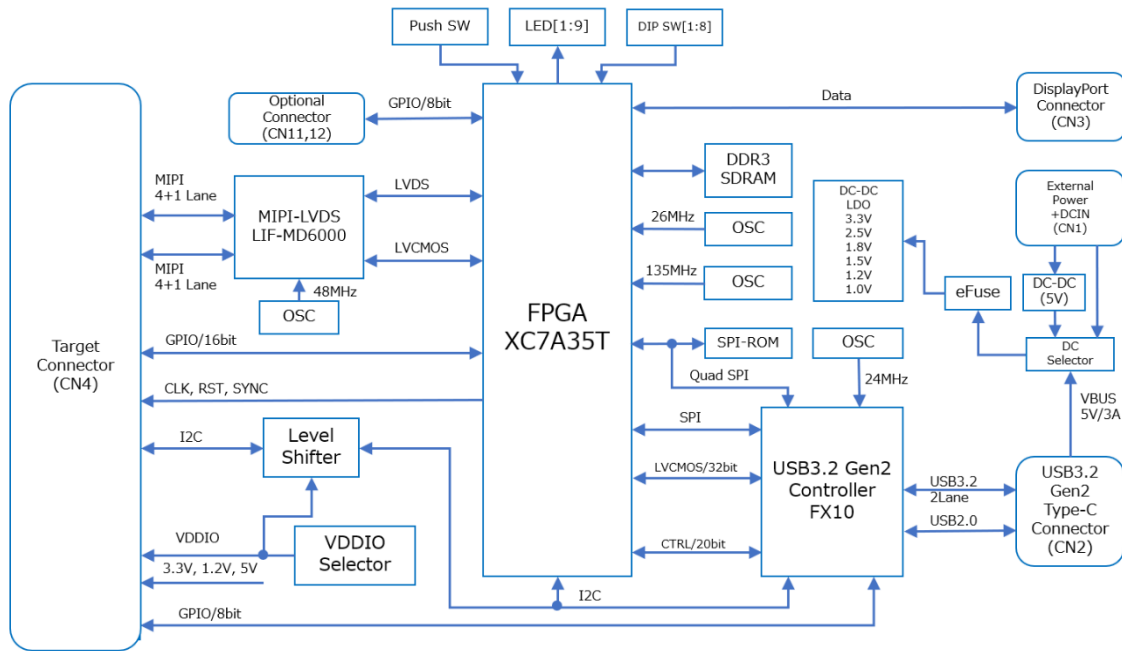 Push SW
LED[1:9]
DIP SW[1:8]
Optional
Connector
(CN11,12)
GPIO/8bit
Data
DisplayPort
Connector
(CN3)
DDR3
SDRAM
MIPI
4+1 Lane
MIPI-LVDS
LIF-MD6000
LVDS
LVCMOS
MIPI
4+1 Lane
48MHz
OSC
26MHz
OSC
135MHz
OSC
DC-DC
LDO
3.3V
2.5V
1.8V
1.5V
1.2V
1.0V
External
Power
+DCIN
(CN1)
DC-DC
(5V)
eFuse
DC
Selector
FPGA
XC7A35T
Target
Connector
(CN4)
GPIO/16bit
SPI-ROM
OSC
Quad SPI
24MHz
VBUS
5V/3A
CLK, RST, SYNC
I2C
Level
Shifter
SPI
LVCMOS/32bit
USB3.2 Gen2
Controller
FX10
USB3.2
2Lane
USB2.0
USB3.2
Gen2
Type-C
Connector
(CN2)
VDDIO
VDDIO
Selector
3.3V, 1.2V, 5V
CTRL/20bit
I2C
GPIO/8bit